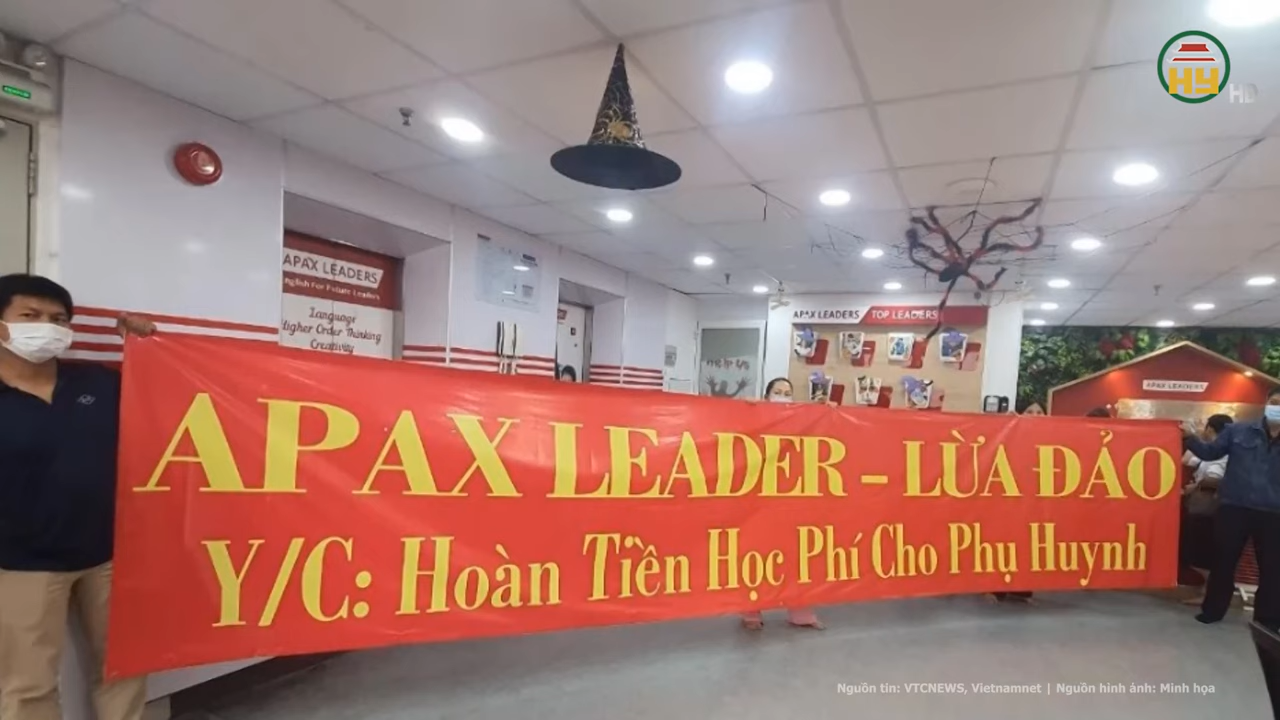 HY HD
APAX LEADERS
English For Future Leaders
Language
Higher Order Thinking
Creativity
APAX LEADERS TOP LEADERS
HELP US
APAX LEADERS
APAX LEADER – LỪA ĐẢO
Y/C: Hoàn Tiền Học Phí Cho Phụ Huynh
Nguồn tin: VTCNEWS, Vietnamnet | Nguồn hình ảnh: Minh họa